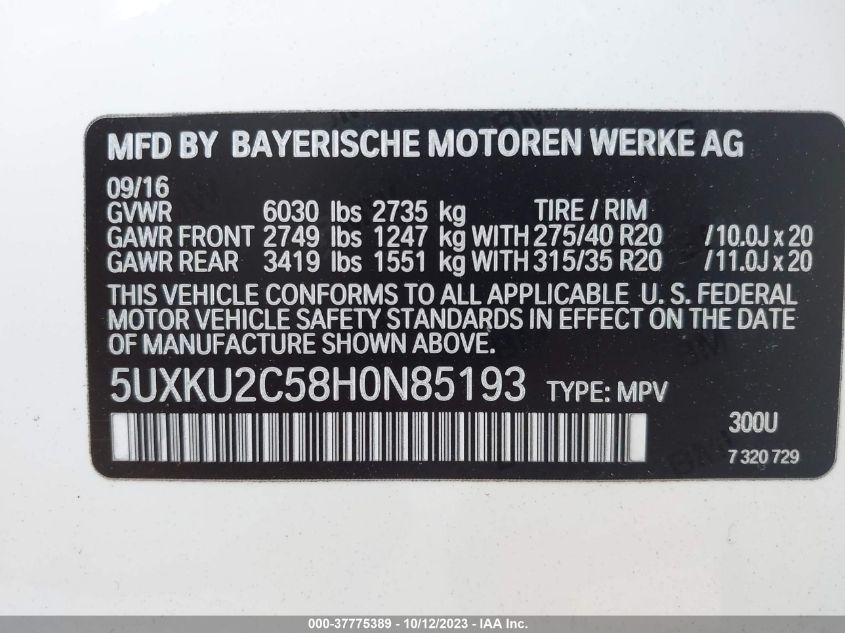 MFD BY BAYERISCHE MOTOREN WERKE AG
09/16
GVWR 6030 lbs 2735 kg TIRE / RIM
GAWR FRONT 2749 lbs 1247 kg WITH 275/40 R20 /10.0J x 20
GAWR REAR 3419 lbs 1551 kg WITH 315/35 R20 /11.0J x 20
THIS VEHICLE CONFORMS TO ALL APPLICABLE U. S. FEDERAL
MOTOR VEHICLE SAFETY STANDARDS IN EFFECT ON THE DATE
OF MANUFACTURE SHOWN ABOVE.
5UXKU2C58H0N85193 TYPE: MPV
300U
7 320 729
000-37775389 - 10/12/2023 - IAA Inc.